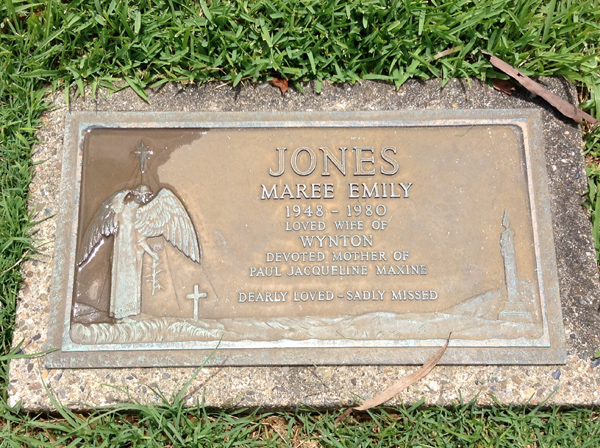 JONES
MAREE EMILY
1948 - 1980
LOVED WIFE OF
WYNTON
DEVOTED MOTHER OF
PAUL JACQUELINE MAXINE
DEARLY LOVED - SADLY MISSED